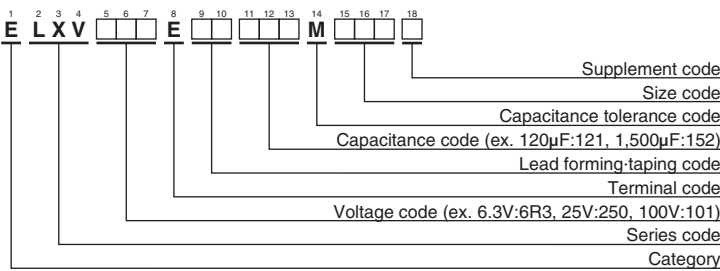 1 2 3 4 5 6 7 8 9 10 11 12 13 14 15 16 17 18
E L X V □□□ E □□ □□□ M □□□ □
Supplement code
Size code
Capacitance tolerance code
Capacitance code (ex. 120µF:121, 1,500µF:152)
Lead forming·taping code
Terminal code
Voltage code (ex. 6.3V:6R3, 25V:250, 100V:101)
Series code
Category